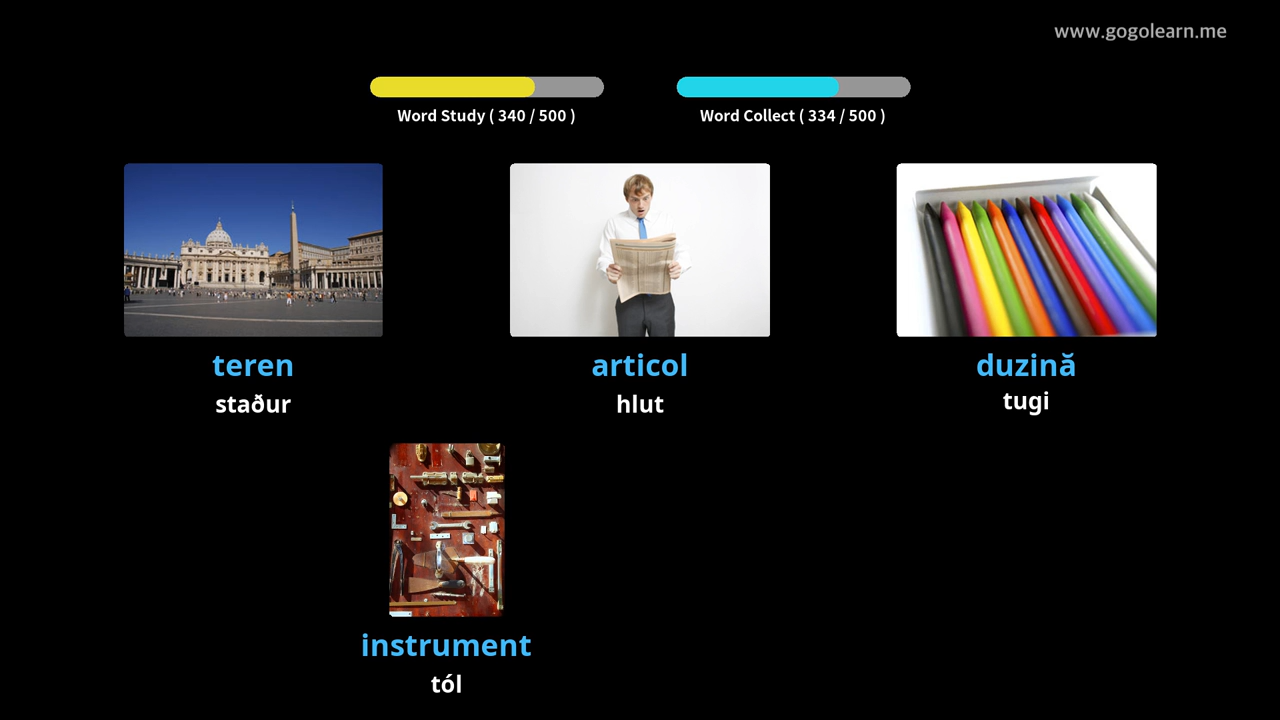 www.gogolearn.me
Word Study ( 340 / 500 )
Word Collect ( 334 / 500 )
teren
staður
articol
hlut
duzină
tugi
instrument
tól